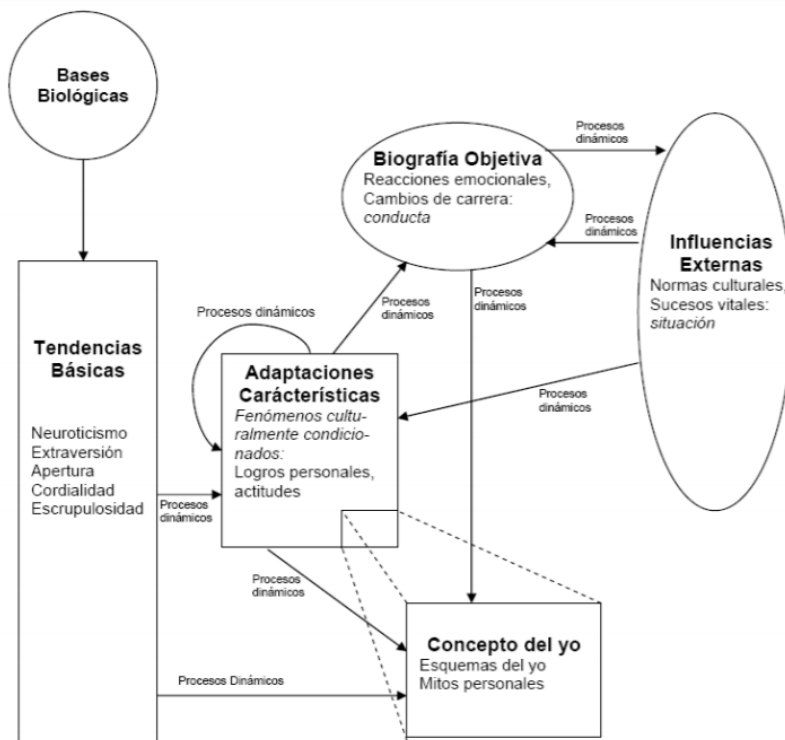 Bases
Biológicas
Procesos
dinámicos
Biografía Objetiva
Reacciones emocionales,
Cambios de carrera:
conducta
Procesos
dinámicos
Influencias
Externas
Normas culturales,
Sucesos vitales:
situación
Procesos
dinámicos
Procesos
dinámicos
Procesos dinámicos
Tendencias
Básicas
Neuroticismo
Extraversión
Apertura
Cordialidad
Escrupulosidad
Adaptaciones
Carácterísticas
Fenómenos cultu-
ralmente condicio-
nados:
Logros personales,
actitudes
Procesos
dinámicos
Procesos
dinámicos
Procesos
dinámicos
Concepto del yo
Esquemas del yo
Mitos personales
Procesos Dinámicos